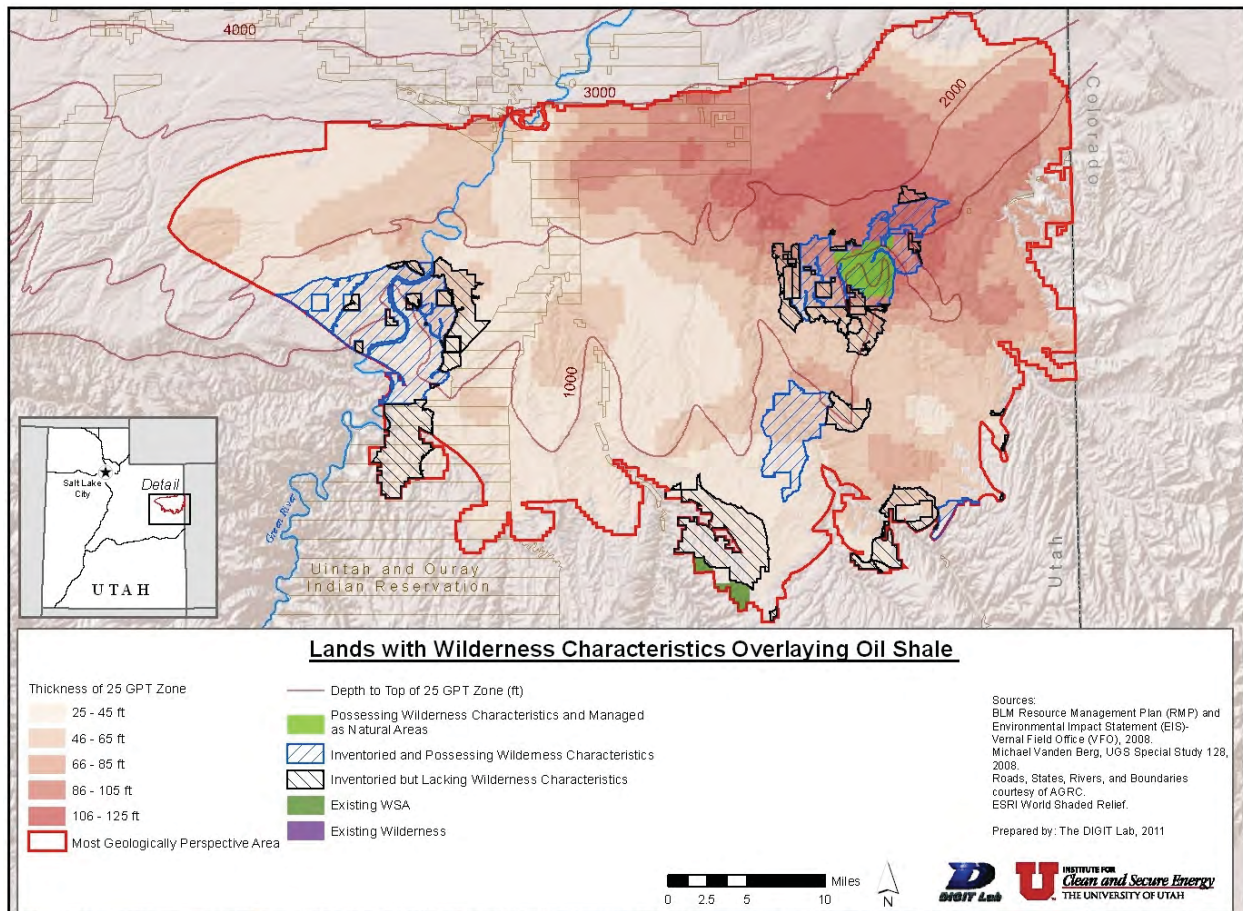 4000
3000
2000
Colorado
1000
Salt Lake
City
Detail
UTAH
Green River
Uintah and Ouray
Indian Reservation
Utah
Lands with Wilderness Characteristics Overlaying Oil Shale
Thickness of 25 GPT Zone
25 - 45 ft
46 - 65 ft
66 - 85 ft
86 - 105 ft
106 - 125 ft
Most Geologically Perspective Area
Depth to Top of 25 GPT Zone (ft)
Possessing Wilderness Characteristics and Managed
as Natural Areas
Inventoried and Possessing Wilderness Characteristics
Inventoried but Lacking Wilderness Characteristics
Existing WSA
Existing Wilderness
Sources:
BLM Resource Management Plan (RMP) and
Environmental Impact Statement (EIS)-
Vernal Field Office (VFO), 2008.
Michael Vanden Berg, UGS Special Study 128,
2008.
Roads, States, Rivers, and Boundaries
courtesy of AGRC.
ESRI World Shaded Relief.
Prepared by: The DIGIT Lab, 2011
Miles
0 2.5 5 10
N
D
DIGIT Lab
U
INSTITUTE FOR
Clean and Secure Energy
THE UNIVERSITY OF UTAH